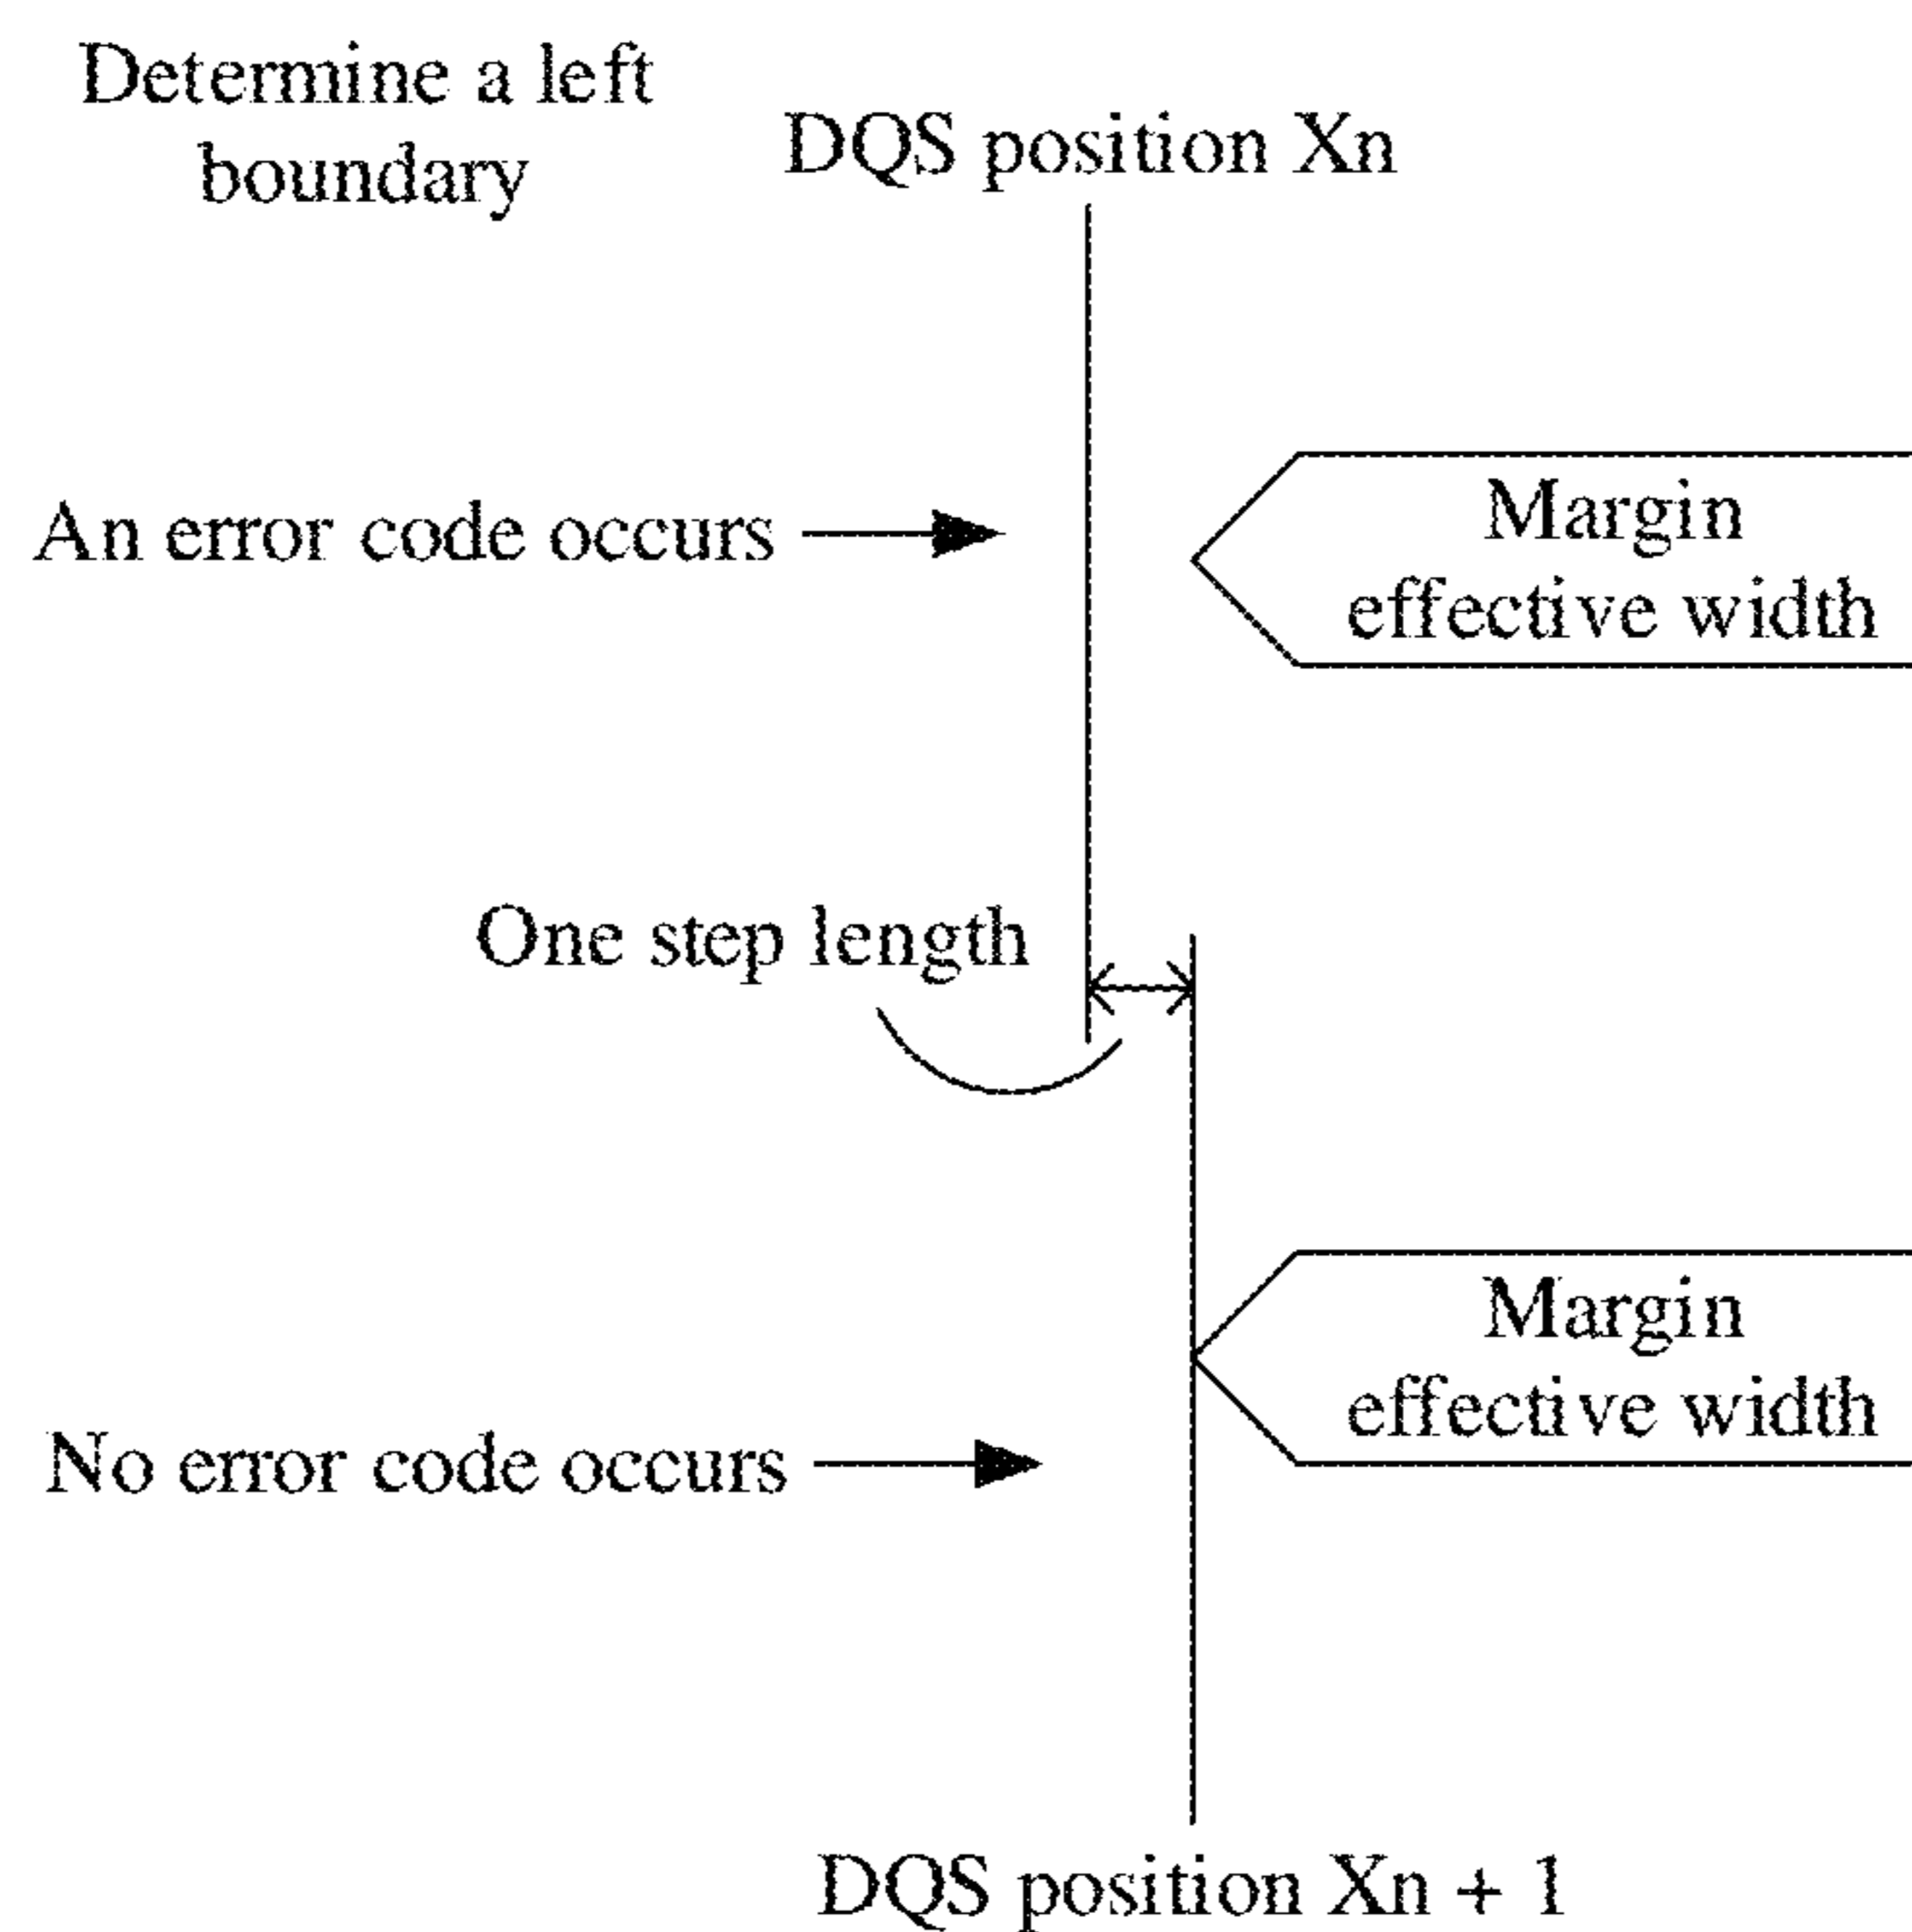 Determine a left
boundary
DQS position Xn
An error code occurs
Margin
effective width
One step length
Margin
effective width
No error code occurs
DQS position Xn + 1